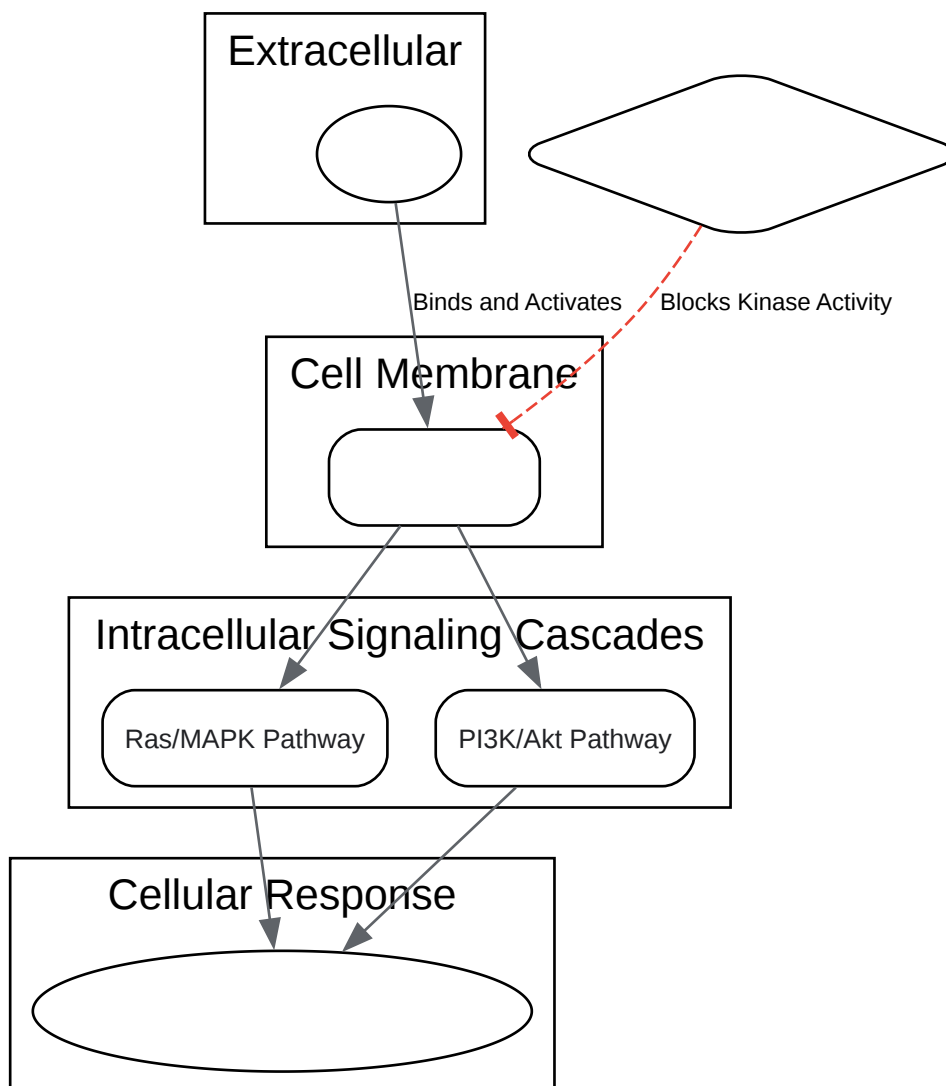 Extracellular
Binds and Activates
Blocks Kinase Activity
Cell Membrane
Intracellular Signaling Cascades
Ras/MAPK Pathway
PI3K/Akt Pathway
Cellular Response